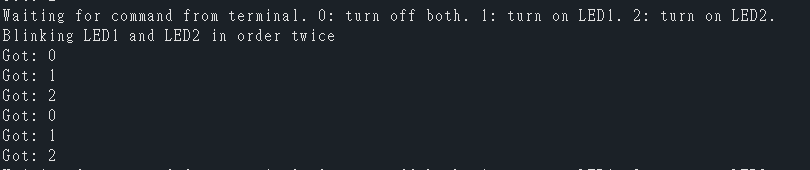 Waiting for command from terminal. 0: turn off both. 1: turn on LED1. 2: turn on LED2.
Blinking LED1 and LED2 in order twice
Got: 0
Got: 1
Got: 2
Got: 0
Got: 1
Got: 2